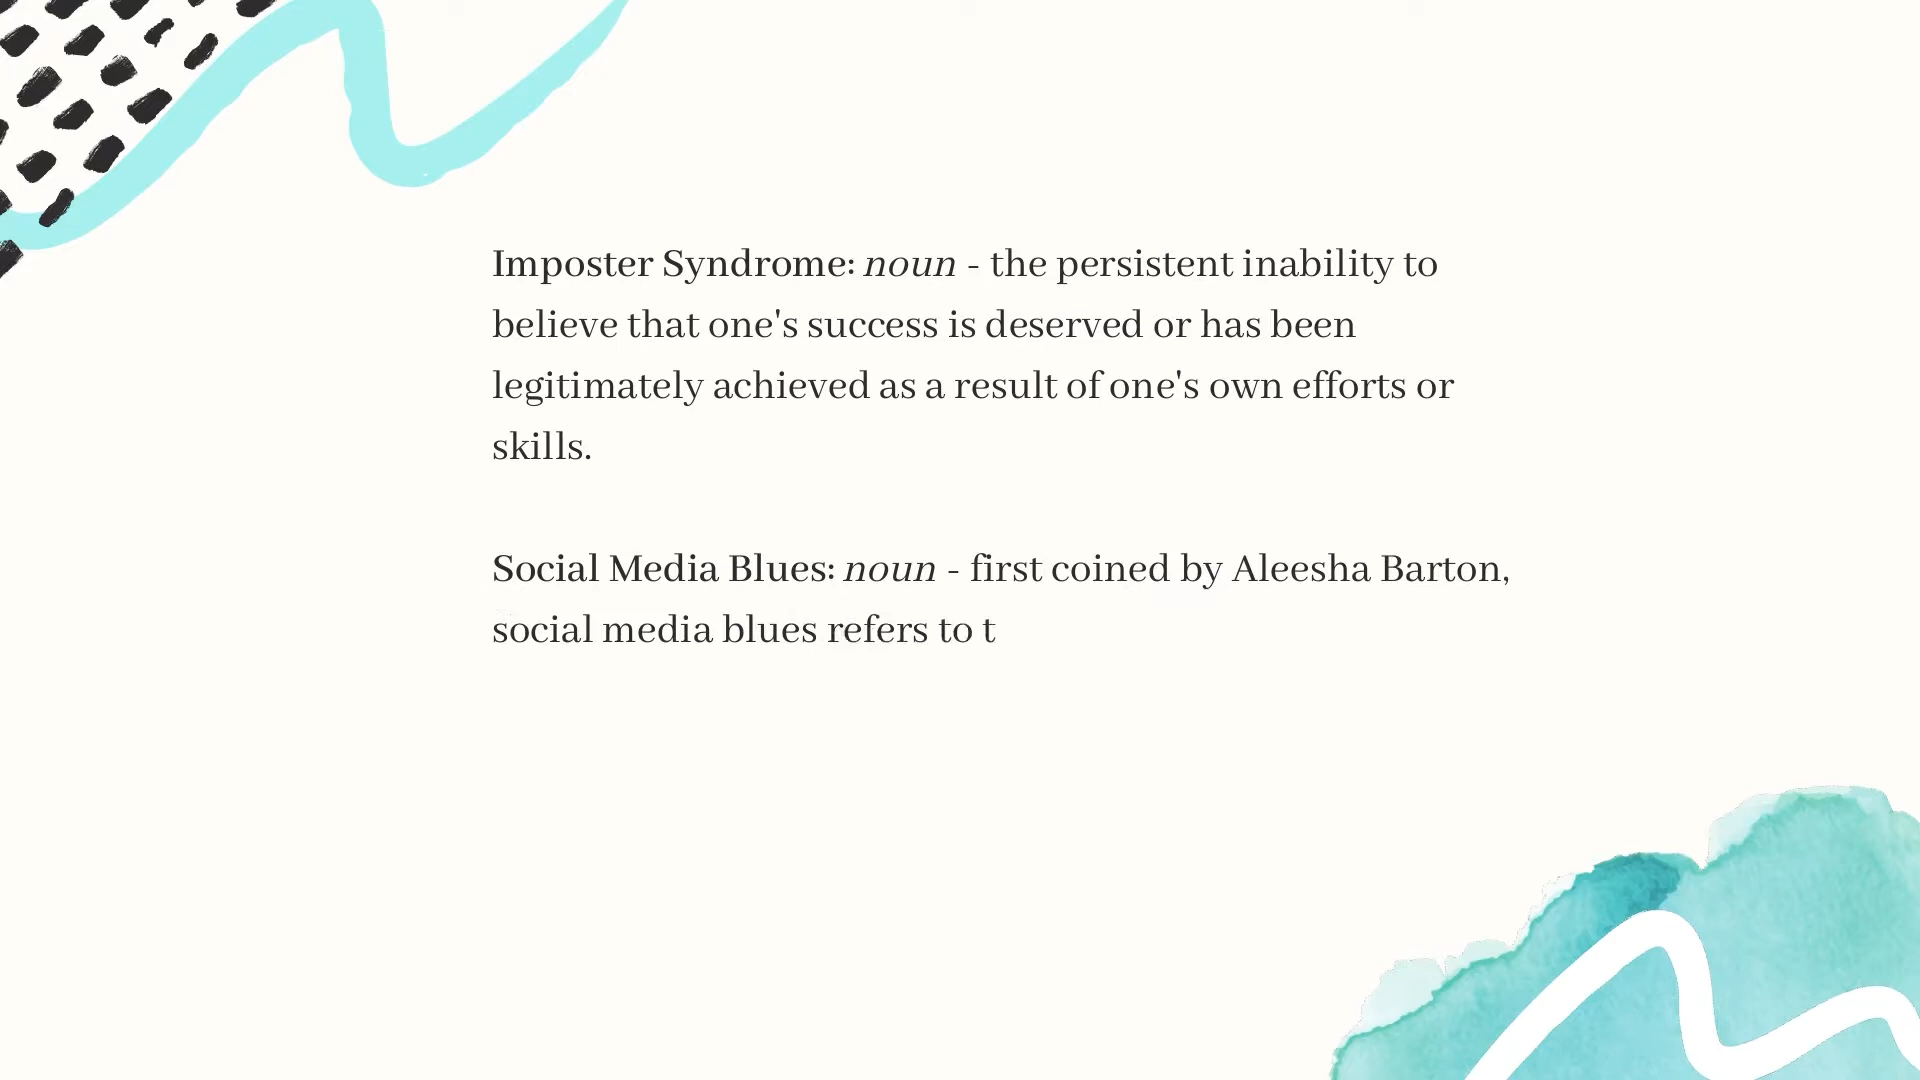 Imposter Syndrome: noun - the persistent inability to
believe that one's success is deserved or has been
legitimately achieved as a result of one's own efforts or
skills.
Social Media Blues: noun - first coined by Aleesha Barton,
social media blues refers to t